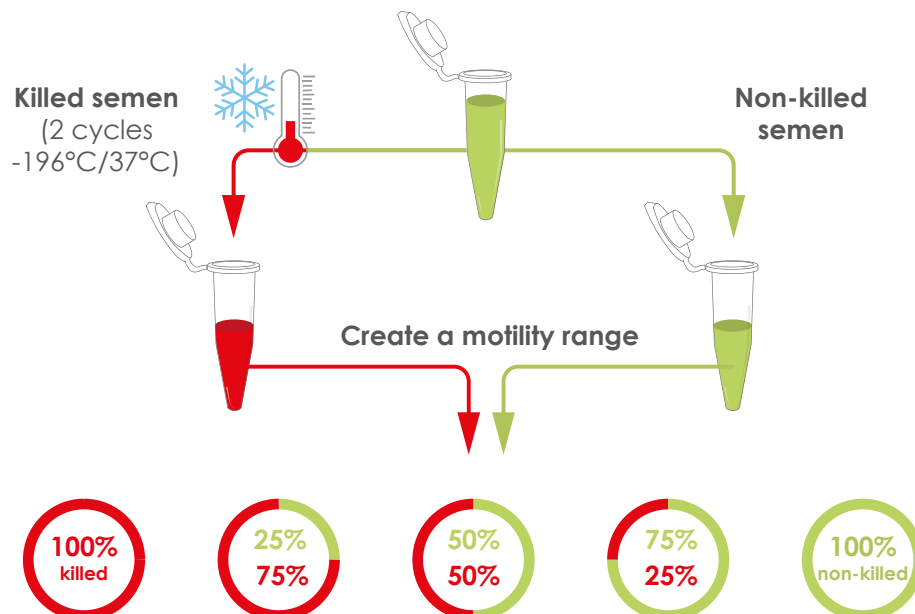 Killed semen
(2 cycles
-196°C/37°C)
Non-killed
semen
Create a motility range
100%
killed
25%
75%
50%
50%
75%
25%
100%
non-killed